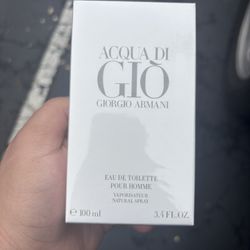 ACQUA DI
GIÒ
GIORGIO ARMANI
EAU DE TOILETTE
POUR HOMME
VAPORISATEUR
NATURAL SPRAY
℮ 100 ml 3.4 FL.OZ.